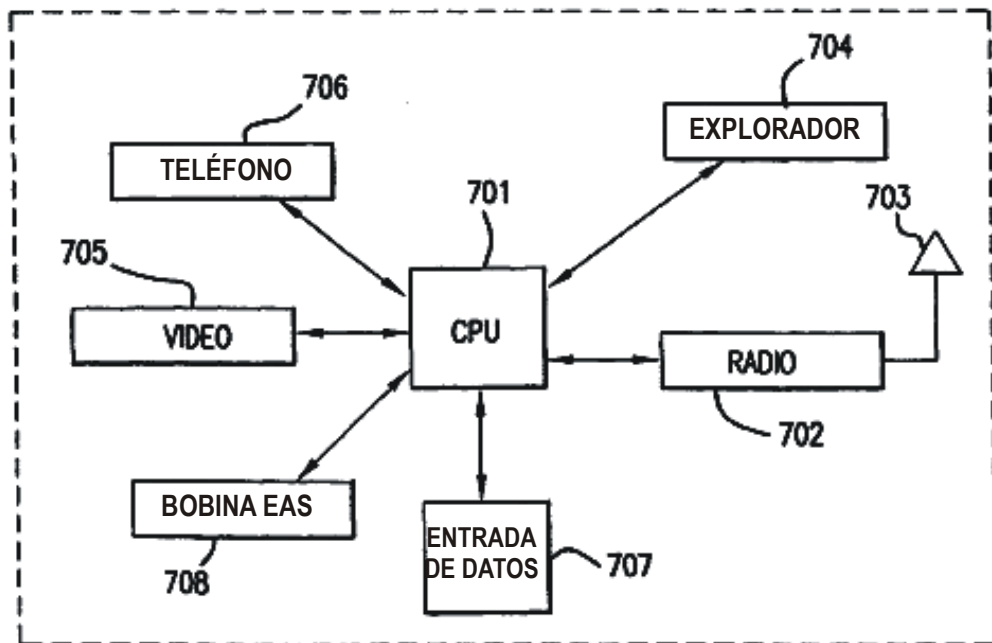 704
706
EXPLORADOR
TELÉFONO
701
703
705
VIDEO
CPU
RADIO
702
BOBINA EAS
ENTRADA
DE DATOS
707
708